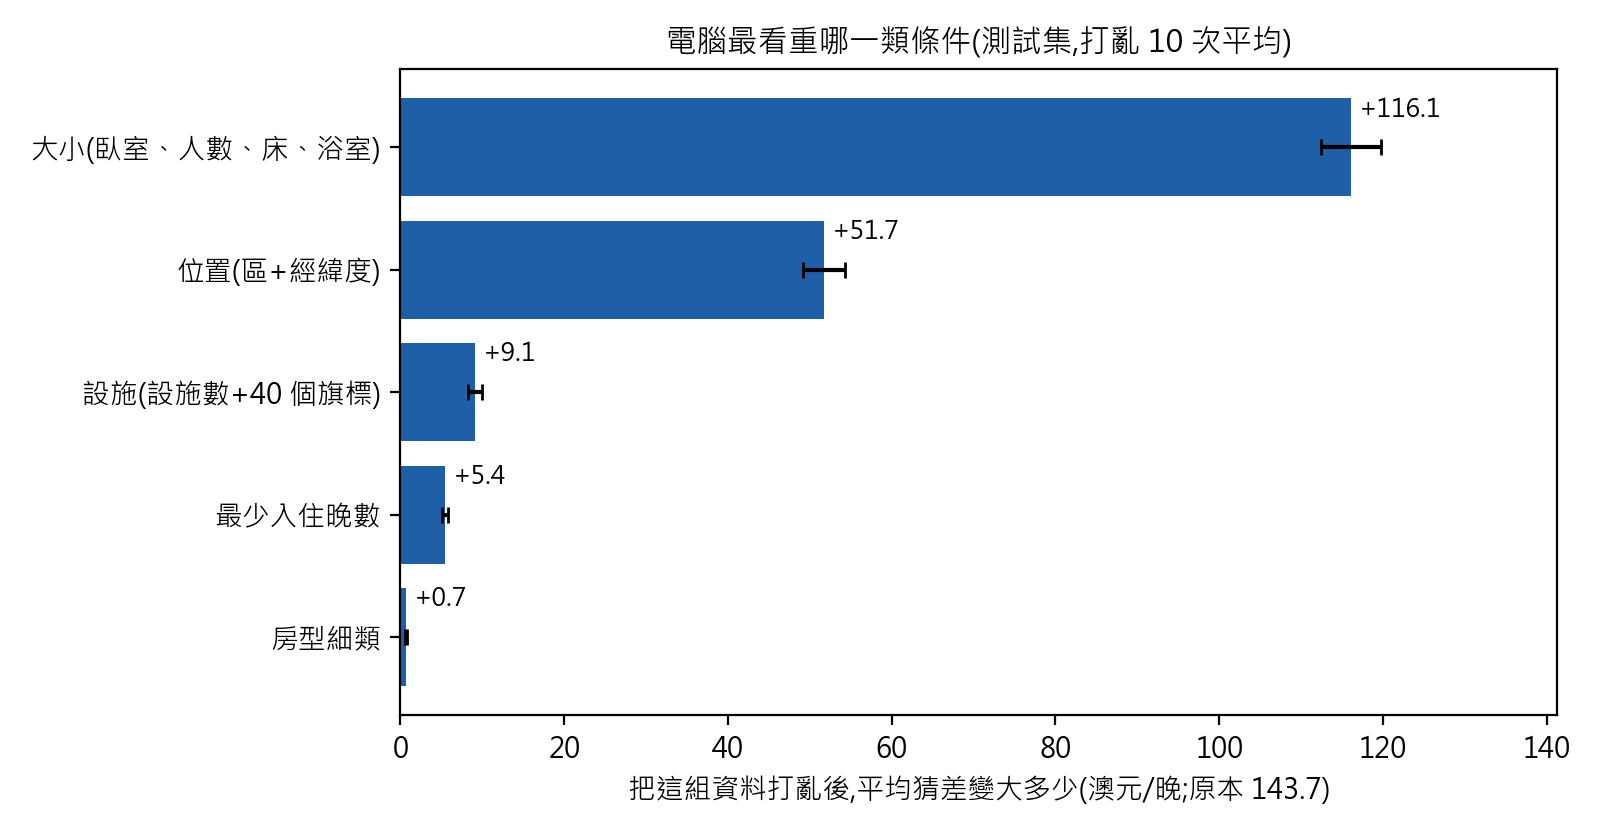 電腦最看重哪一類條件(測試集,打亂 10 次平均)
大小(臥室、人數、床、浴室)
+116.1
位置(區+經緯度)
+51.7
設施(設施數+40 個旗標)
+9.1
最少入住晚數
+5.4
房型細類
+0.7
0 20 40 60 80 100 120 140
把這組資料打亂後,平均猜差變大多少(澳元/晚;原本 143.7)